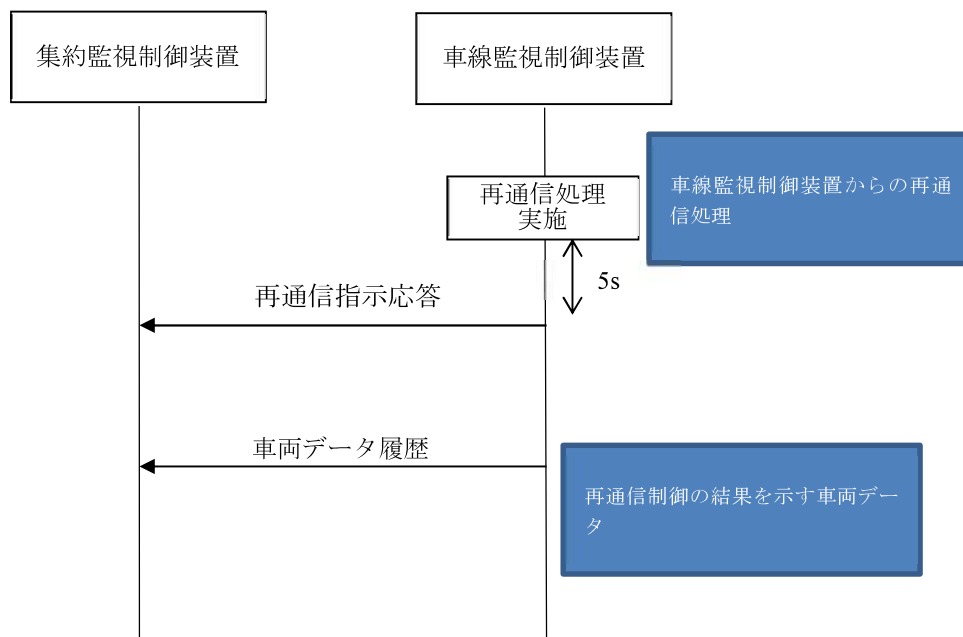 集約監視制御装置
車線監視制御装置
再通信処理
実施
車線監視制御装置からの再通
信処理
5s
再通信指示応答
車両データ履歴
再通信制御の結果を示す車両デー
タ